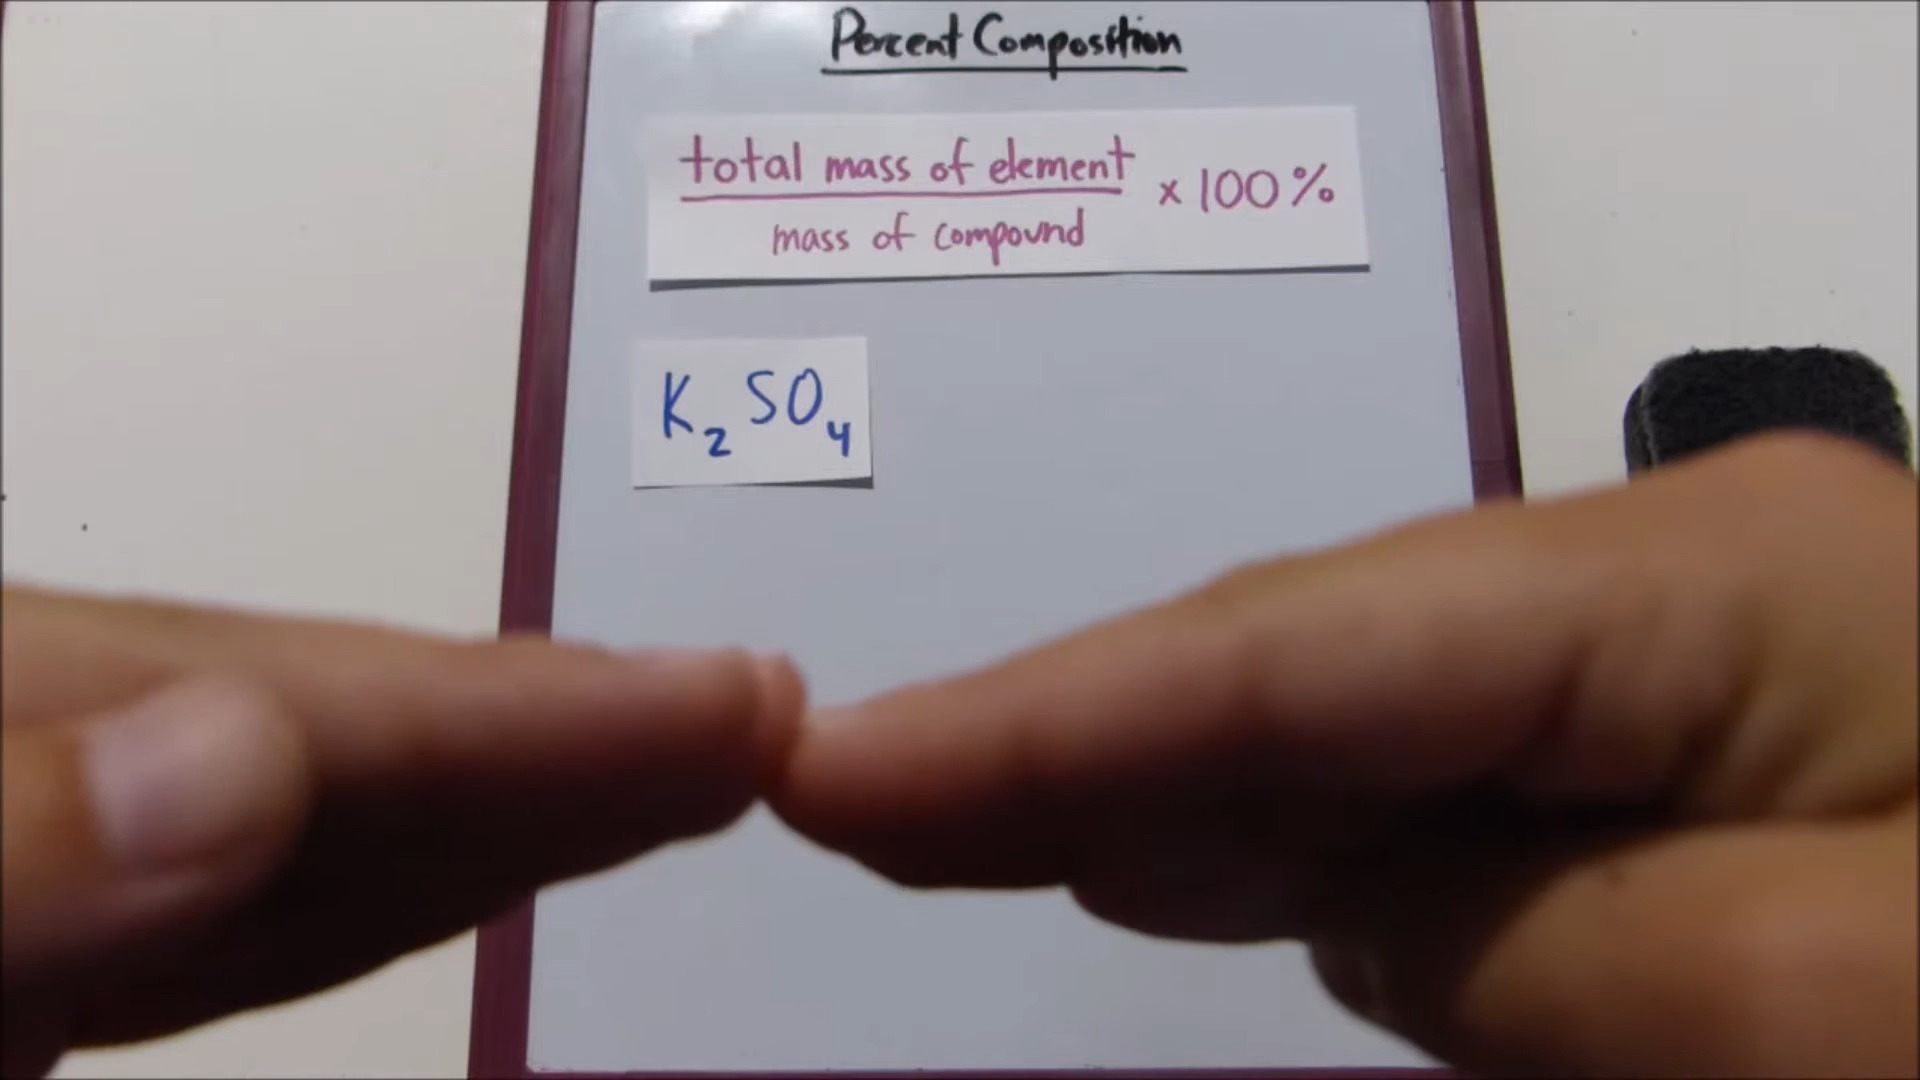 Percent Composition
total mass of element
mass of compound
x 100%
K2SO4